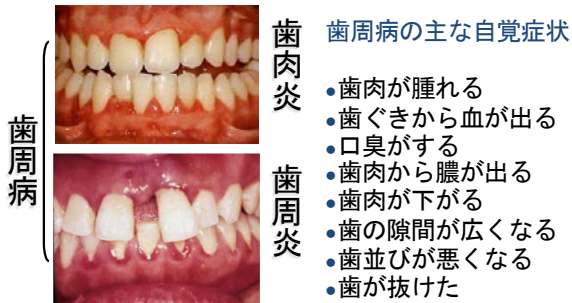 歯周病
歯肉炎
歯周炎
歯周病の主な自覚症状
•歯肉が腫れる
•歯ぐきから血が出る
•口臭がする
•歯肉から膿が出る
•歯肉が下がる
•歯の隙間が広くなる
•歯並びが悪くなる
•歯が抜けた